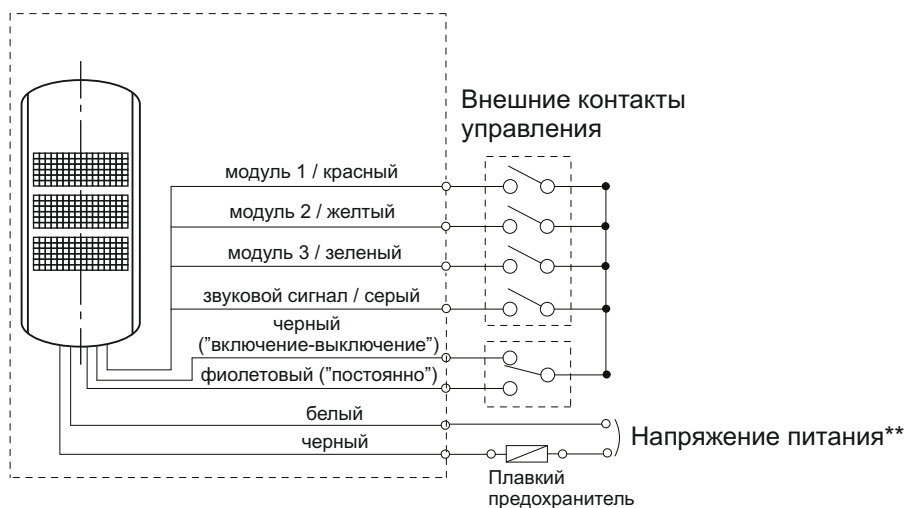 Внешние контакты
управления
модуль 1 / красный
модуль 2 / желтый
модуль 3 / зеленый
звуковой сигнал / серый
черный
("включение-выключение")
фиолетовый ("постоянно")
белый
черный
Напряжение питания**
Плавкий
предохранитель